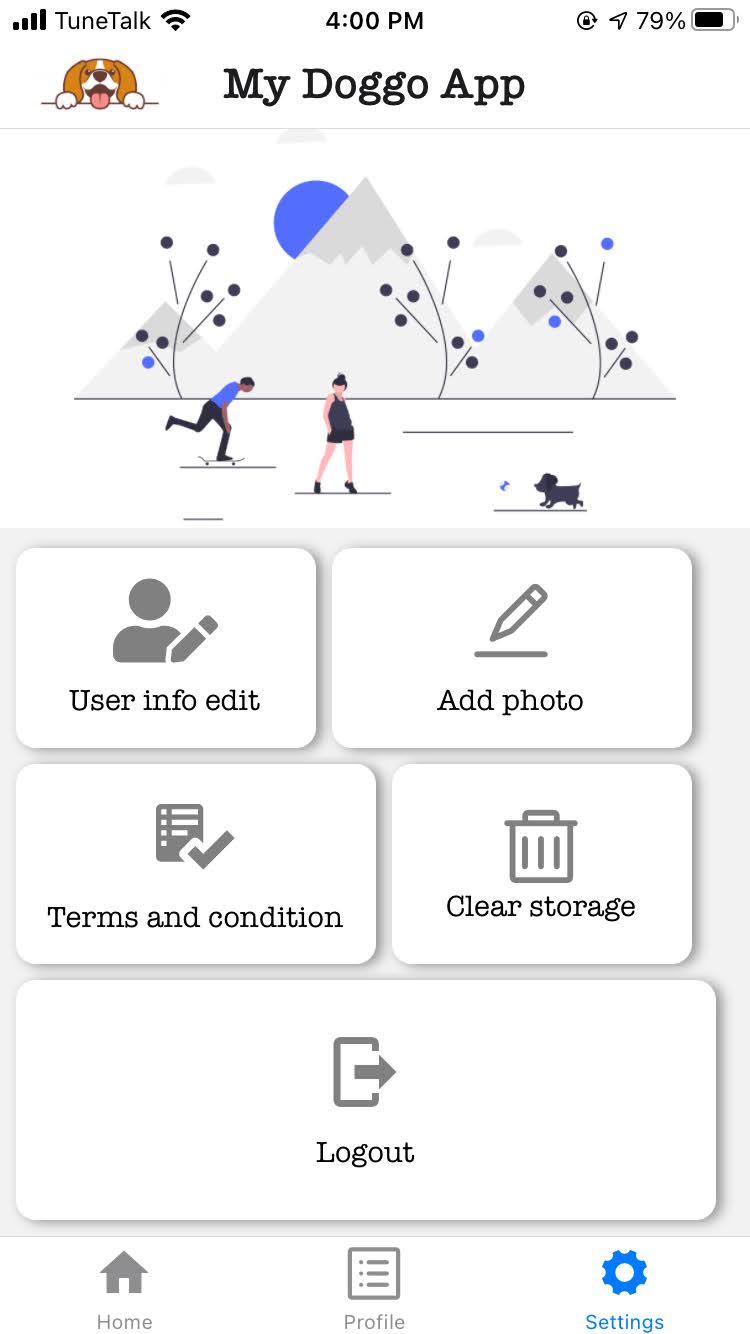 TuneTalk 4:00 PM 79%
My Doggo App
User info edit
Add photo
Terms and condition
Clear storage
Logout
Home
Profile
Settings